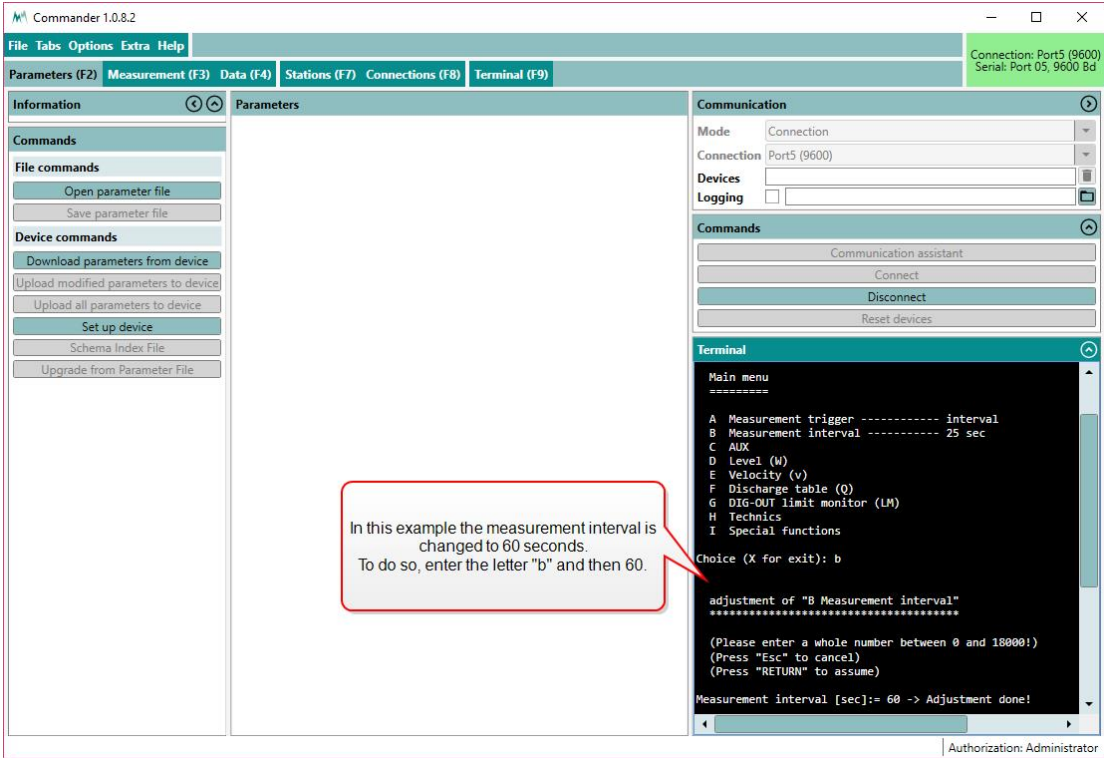 Commander 1.0.8.2
File Tabs Options Extra Help
Connection: Port5 (9600)
Serial: Port 05, 9600 Bd
Parameters (F2) Measurement (F3) Data (F4) Stations (F7) Connections (F8) Terminal (F9)
Information
Commands
File commands
Open parameter file
Save parameter file
Device commands
Download parameters from device
Upload modified parameters to device
Upload all parameters to device
Set up device
Schema Index File
Upgrade from Parameter File
Parameters
In this example the measurement interval is
changed to 60 seconds.
To do so, enter the letter "b" and then 60.
Communication
Mode Connection
Connection Port5 (9600)
Devices
Logging
Commands
Communication assistant
Connect
Disconnect
Reset devices
Terminal
Main menu
=========
A Measurement trigger ------------ interval
B Measurement interval ----------- 25 sec
C AUX
D Level (W)
E Velocity (v)
F Discharge table (Q)
G DIG-OUT limit monitor (LM)
H Technics
I Special functions
Choice (X for exit): b
adjustment of "B Measurement interval"
**************************************
(Please enter a whole number between 0 and 18000!)
(Press "Esc" to cancel)
(Press "RETURN" to assume)
Measurement interval [sec]:= 60 -> Adjustment done!
Authorization: Administrator